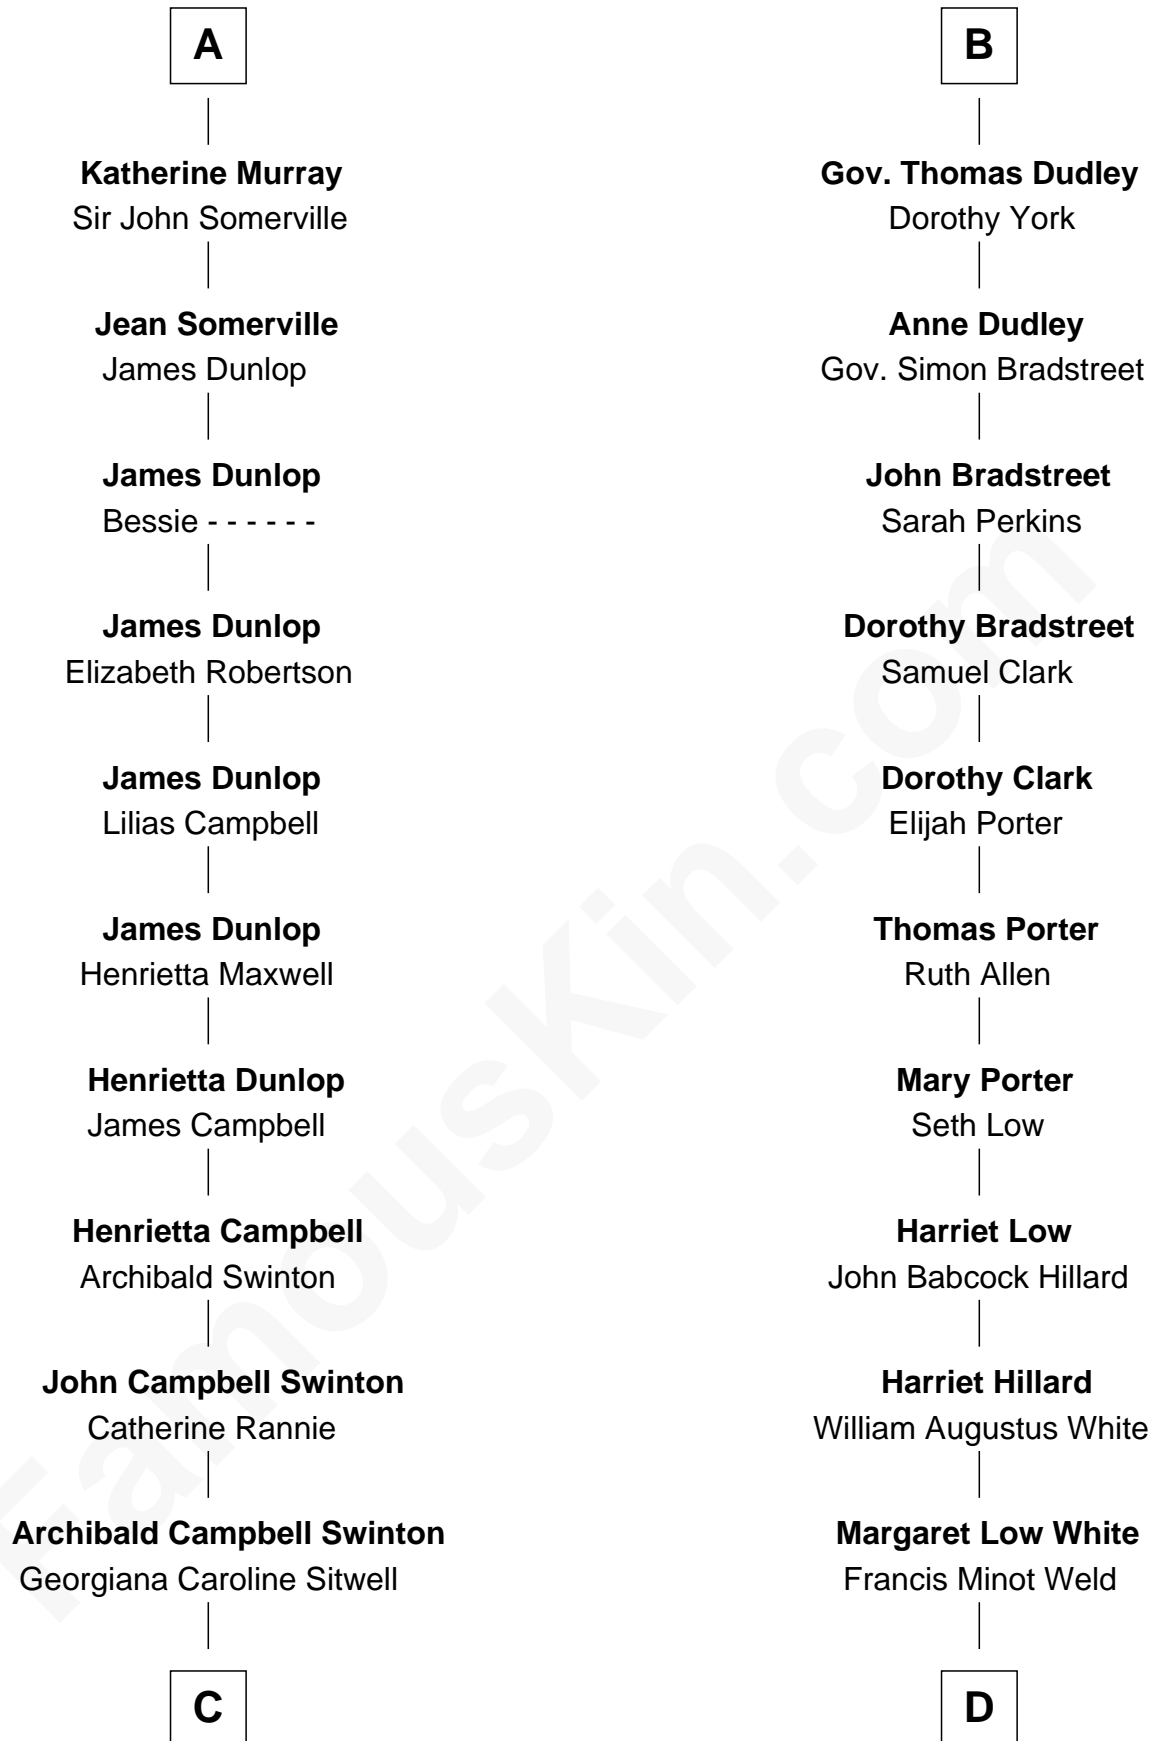 A
Katherine Murray
Sir John Somerville
Jean Somerville
James Dunlop
James Dunlop
Bessie - - - - - -
James Dunlop
Elizabeth Robertson
James Dunlop
Lilias Campbell
James Dunlop
Henrietta Maxwell
Henrietta Dunlop
James Campbell
Henrietta Campbell
Archibald Swinton
John Campbell Swinton
Catherine Rannie
Archibald Campbell Swinton
Georgiana Caroline Sitwell
C
B
Gov. Thomas Dudley
Dorothy York
Anne Dudley
Gov. Simon Bradstreet
John Bradstreet
Sarah Perkins
Dorothy Bradstreet
Samuel Clark
Dorothy Clark
Elijah Porter
Thomas Porter
Ruth Allen
Mary Porter
Seth Low
Harriet Low
John Babcock Hillard
Harriet Hillard
William Augustus White
Margaret Low White
Francis Minot Weld
D
FamousKin.com